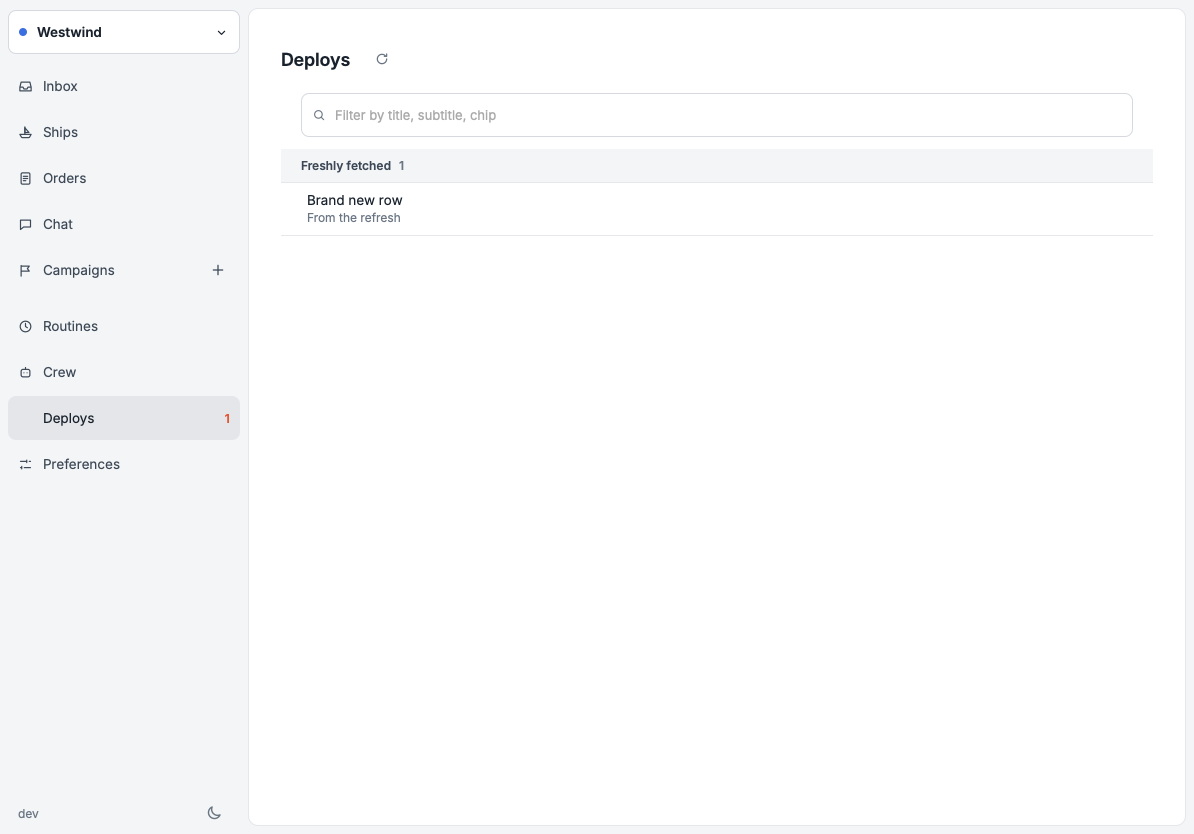 Westwind
Inbox
Ships
Orders
Chat
Campaigns
Routines
Crew
Deploys 1
Preferences
dev
Deploys
Filter by title, subtitle, chip
Freshly fetched 1
Brand new row
From the refresh